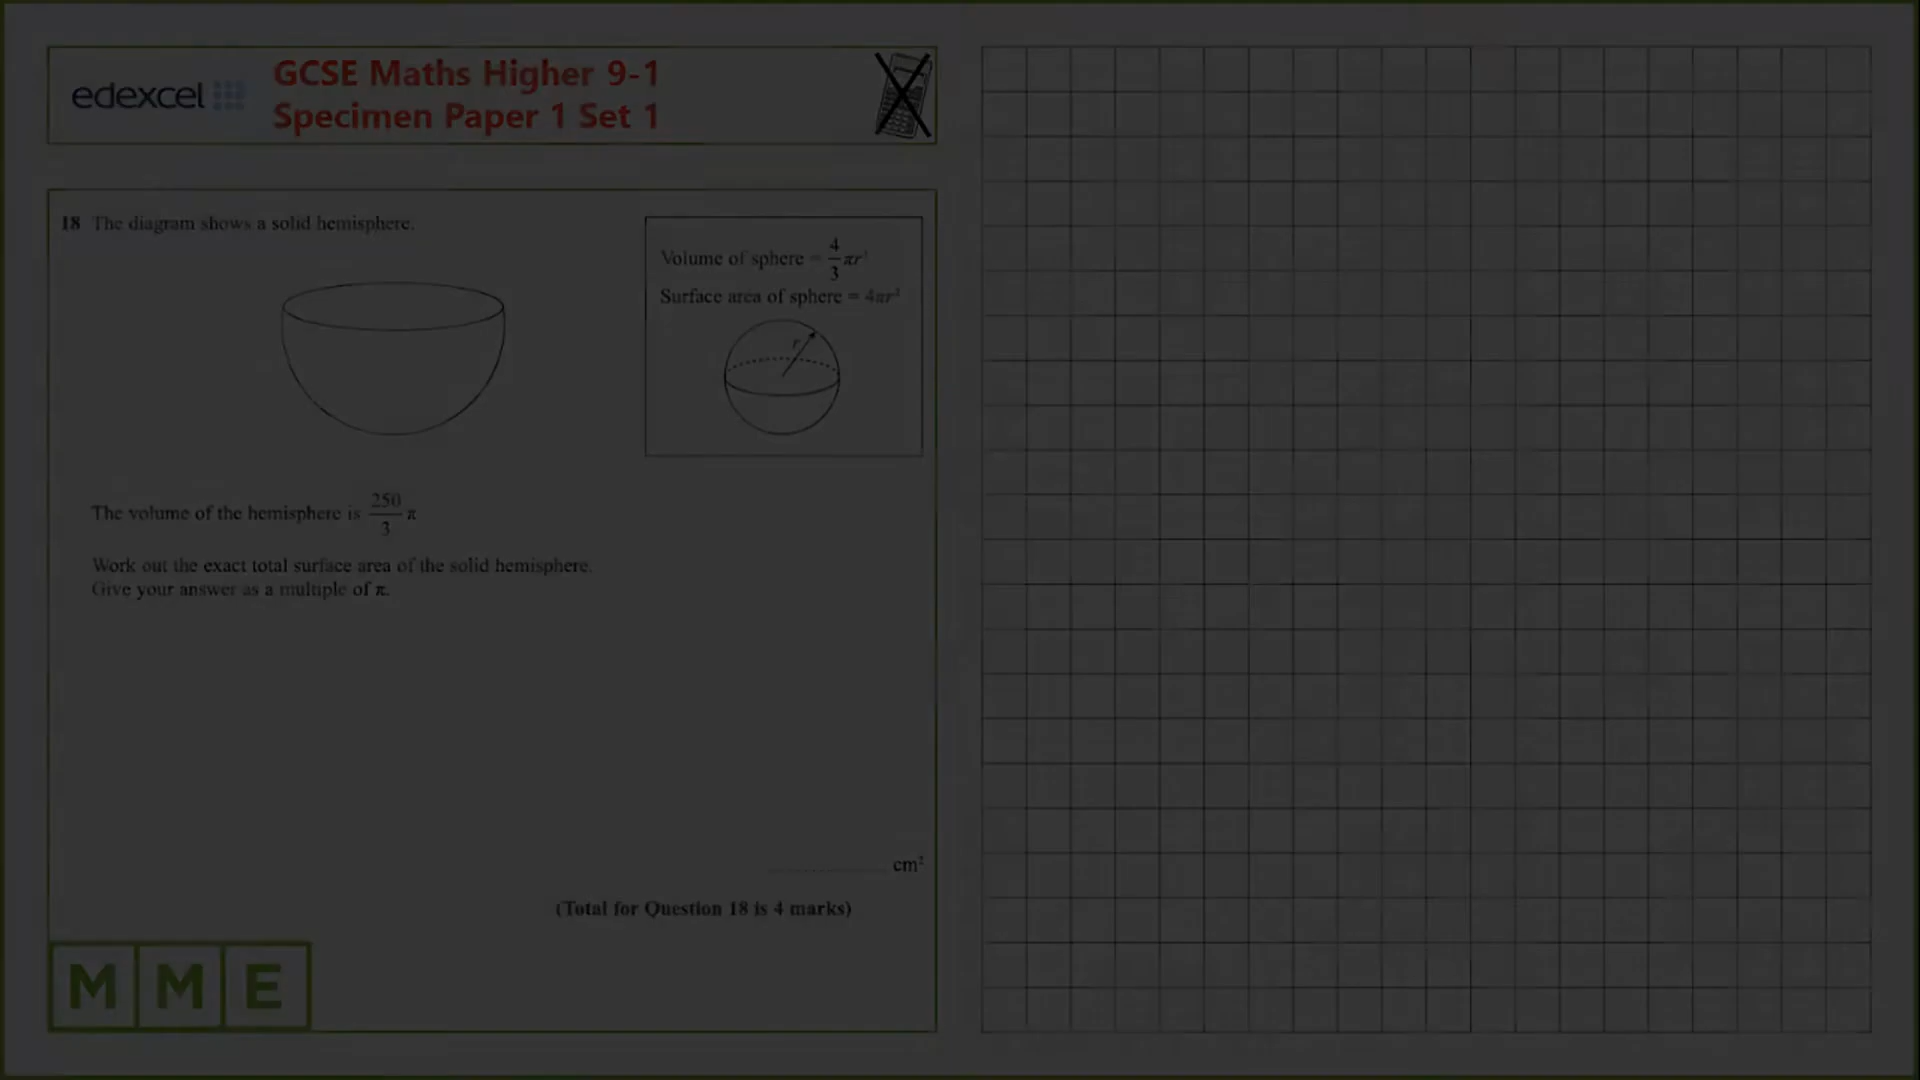 edexcel
GCSE Maths Higher 9-1
Specimen Paper 1 Set 1
18 The diagram shows a solid hemisphere.
Volume of sphere = 4/3 πr³
Surface area of sphere = 4πr²
r
The volume of the hemisphere is 250/3 π
Work out the exact total surface area of the solid hemisphere.
Give your answer as a multiple of π.
.................... cm²
(Total for Question 18 is 4 marks)
MME